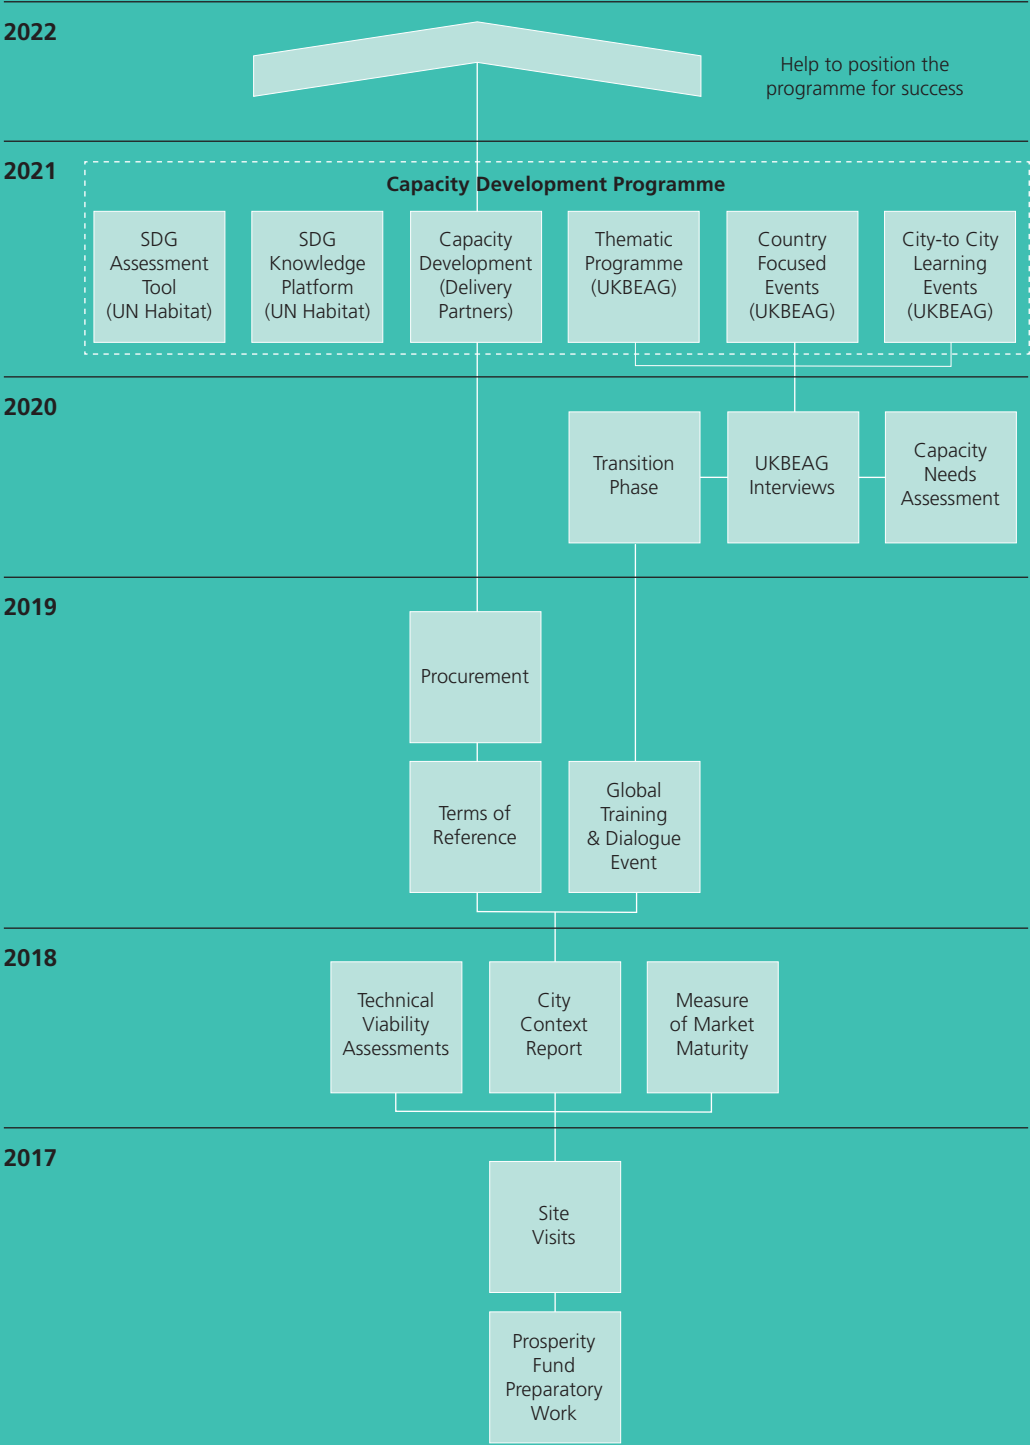 2022
Help to position the
programme for success
2021
Capacity Development Programme
SDG
Assessment
Tool
(UN Habitat)
SDG
Knowledge
Platform
(UN Habitat)
Capacity
Development
(Delivery
Partners)
Thematic
Programme
(UKBEAG)
Country
Focused
Events
(UKBEAG)
City-to City
Learning
Events
(UKBEAG)
2020
Transition
Phase
UKBEAG
Interviews
Capacity
Needs
Assessment
2019
Procurement
Terms of
Reference
Global
Training
& Dialogue
Event
2018
Technical
Viability
Assessments
City
Context
Report
Measure
of Market
Maturity
2017
Site
Visits
Prosperity
Fund
Preparatory
Work